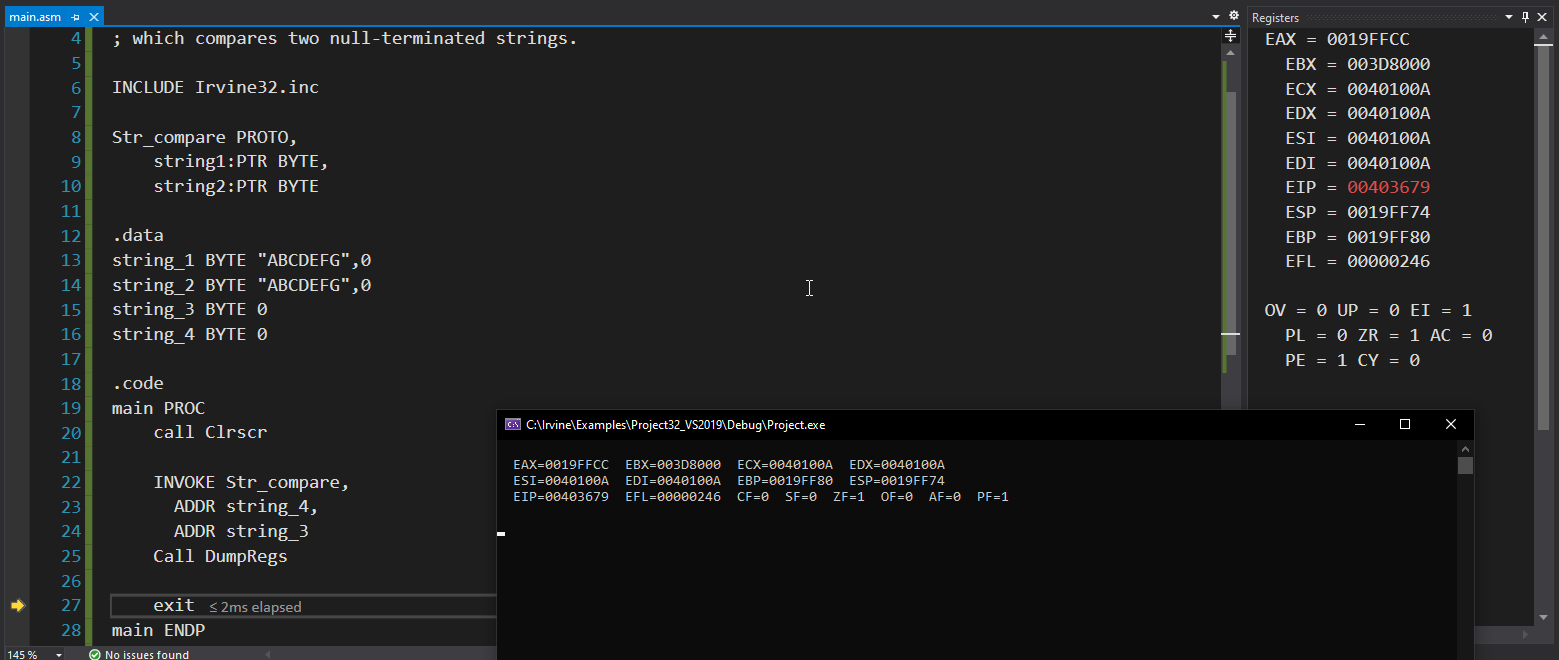 main.asm
4 ; which compares two null-terminated strings.
5
6 INCLUDE Irvine32.inc
7
8 Str_compare PROTO,
9 string1:PTR BYTE,
10 string2:PTR BYTE
11
12 .data
13 string_1 BYTE "ABCDEFG",0
14 string_2 BYTE "ABCDEFG",0
15 string_3 BYTE 0
16 string_4 BYTE 0
17
18 .code
19 main PROC
20 call Clrscr
21
22 INVOKE Str_compare,
23 ADDR string_4,
24 ADDR string_3
25 Call DumpRegs
26
27 exit ≤ 2ms elapsed
28 main ENDP
145 % No issues found
Registers
EAX = 0019FFCC
EBX = 003D8000
ECX = 0040100A
EDX = 0040100A
ESI = 0040100A
EDI = 0040100A
EIP = 00403679
ESP = 0019FF74
EBP = 0019FF80
EFL = 00000246
OV = 0 UP = 0 EI = 1
PL = 0 ZR = 1 AC = 0
PE = 1 CY = 0
C:\Irvine\Examples\Project32_VS2019\Debug\Project.exe
EAX=0019FFCC EBX=003D8000 ECX=0040100A EDX=0040100A
ESI=0040100A EDI=0040100A EBP=0019FF80 ESP=0019FF74
EIP=00403679 EFL=00000246 CF=0 SF=0 ZF=1 OF=0 AF=0 PF=1